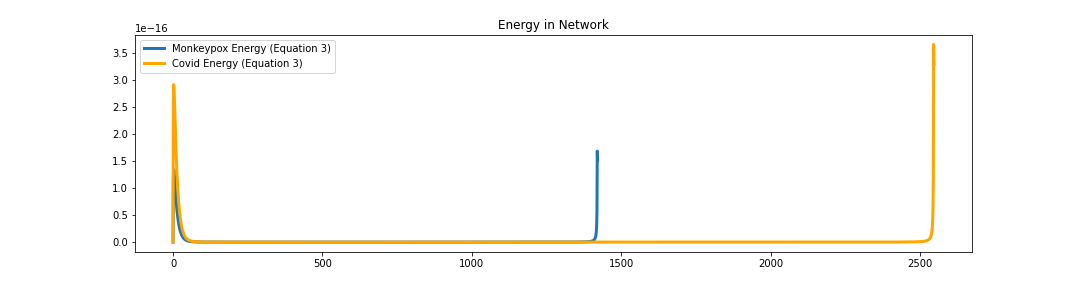 Energy in Network
1e−16
Monkeypox Energy (Equation 3)
Covid Energy (Equation 3)
3.5
3.0
2.5
2.0
1.5
1.0
0.5
0.0
0 500 1000 1500 2000 2500